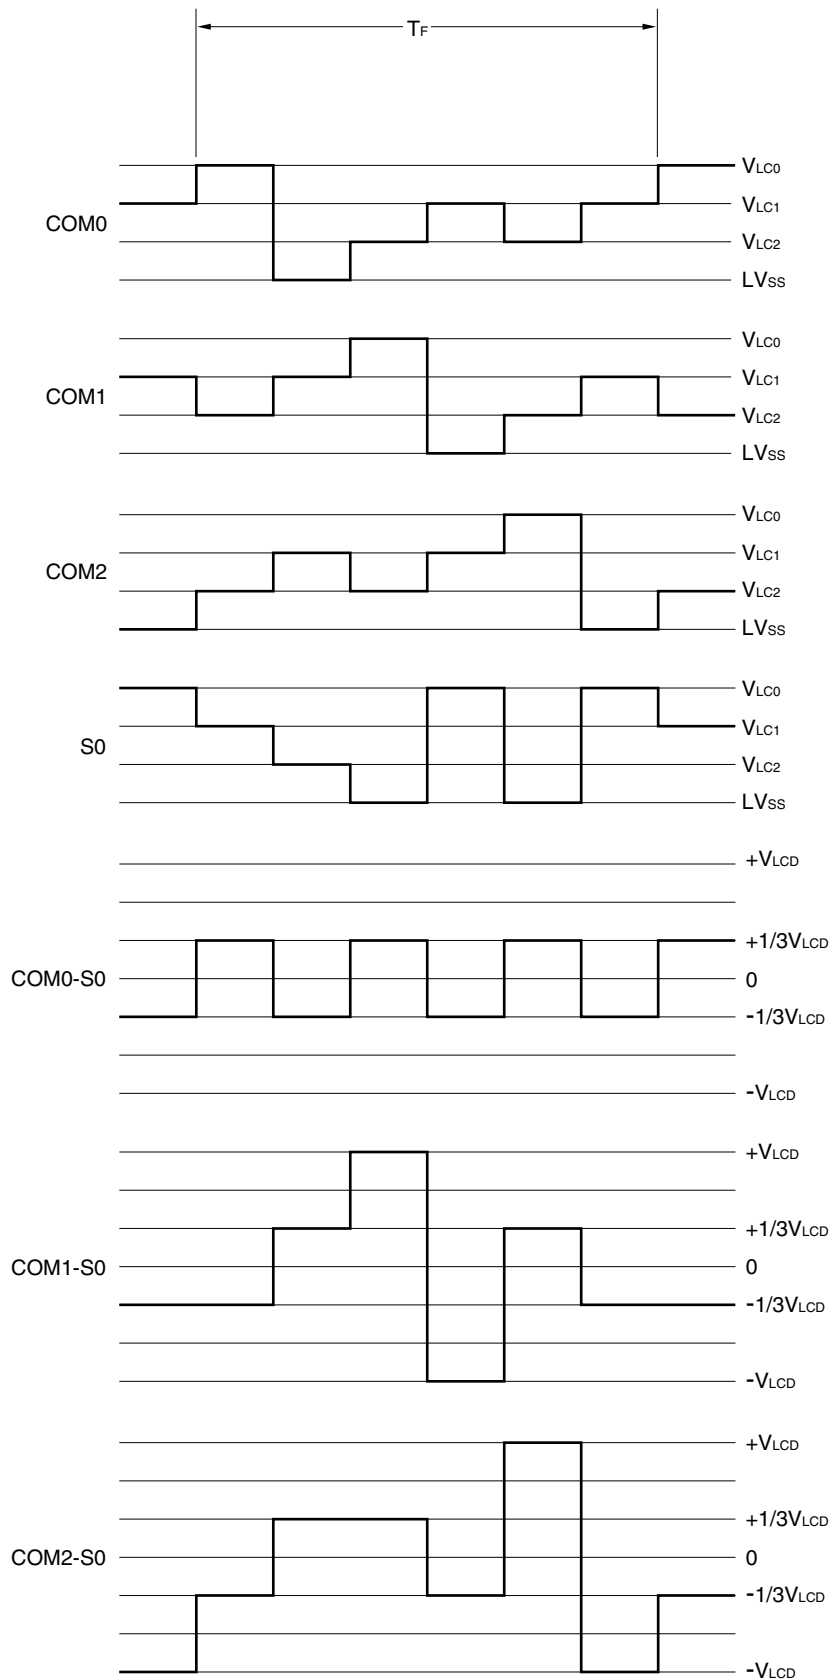 TF
VLC0
VLC1
COM0
VLC2
LVSS
VLC0
VLC1
COM1
VLC2
LVSS
VLC0
VLC1
COM2
VLC2
LVSS
VLC0
VLC1
S0
VLC2
LVSS
+VLCD
+1/3VLCD
COM0-S0
0
-1/3VLCD
-VLCD
+VLCD
+1/3VLCD
COM1-S0
0
-1/3VLCD
-VLCD
+VLCD
+1/3VLCD
COM2-S0
0
-1/3VLCD
-VLCD